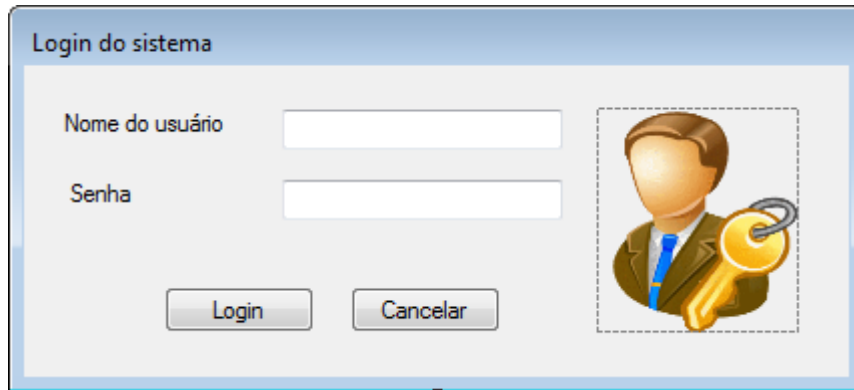 Login do sistema
Nome do usuário
Senha
Login
Cancelar